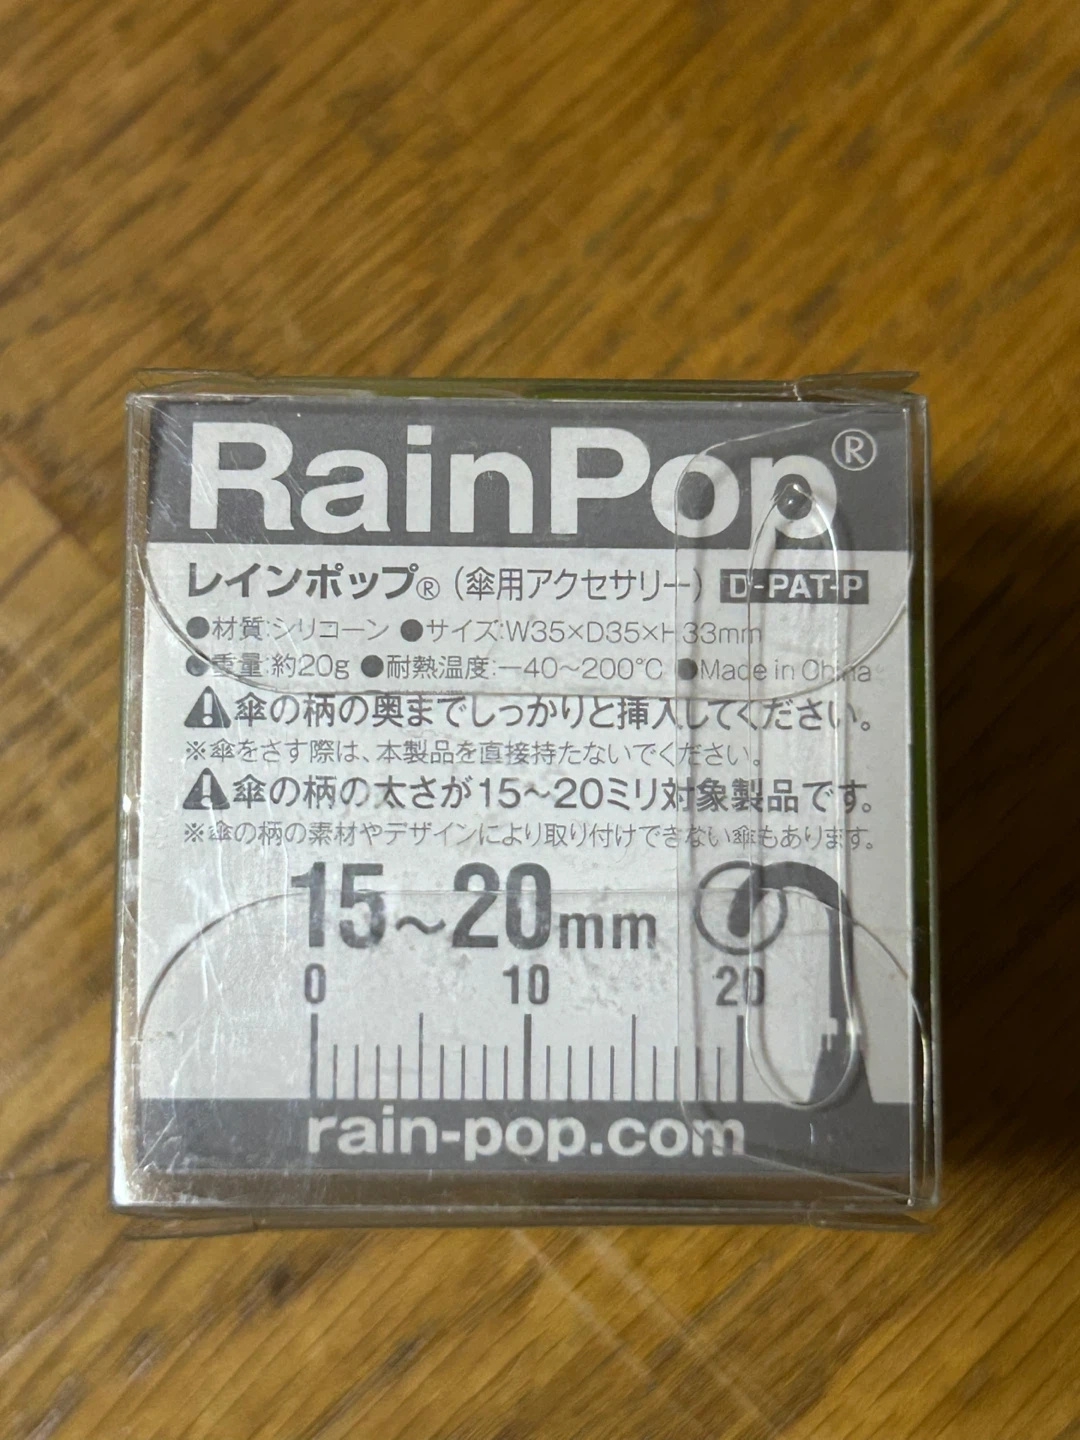 RainPop®
レインポップ®(傘用アクセサリー) D-PAT-P
●材質:シリコーン ●サイズ:W35×D35×H33mm
●重量:約20g ●耐熱温度:−40〜200℃ ●Made in China
⚠傘の柄の奥までしっかりと挿入してください。
※傘をさす際は、本製品を直接持たないでください。
⚠傘の柄の太さが15〜20ミリ対象製品です。
※傘の柄の素材やデザインにより取り付けできない傘もあります。
15〜20mm
0 10 20
rain-pop.com